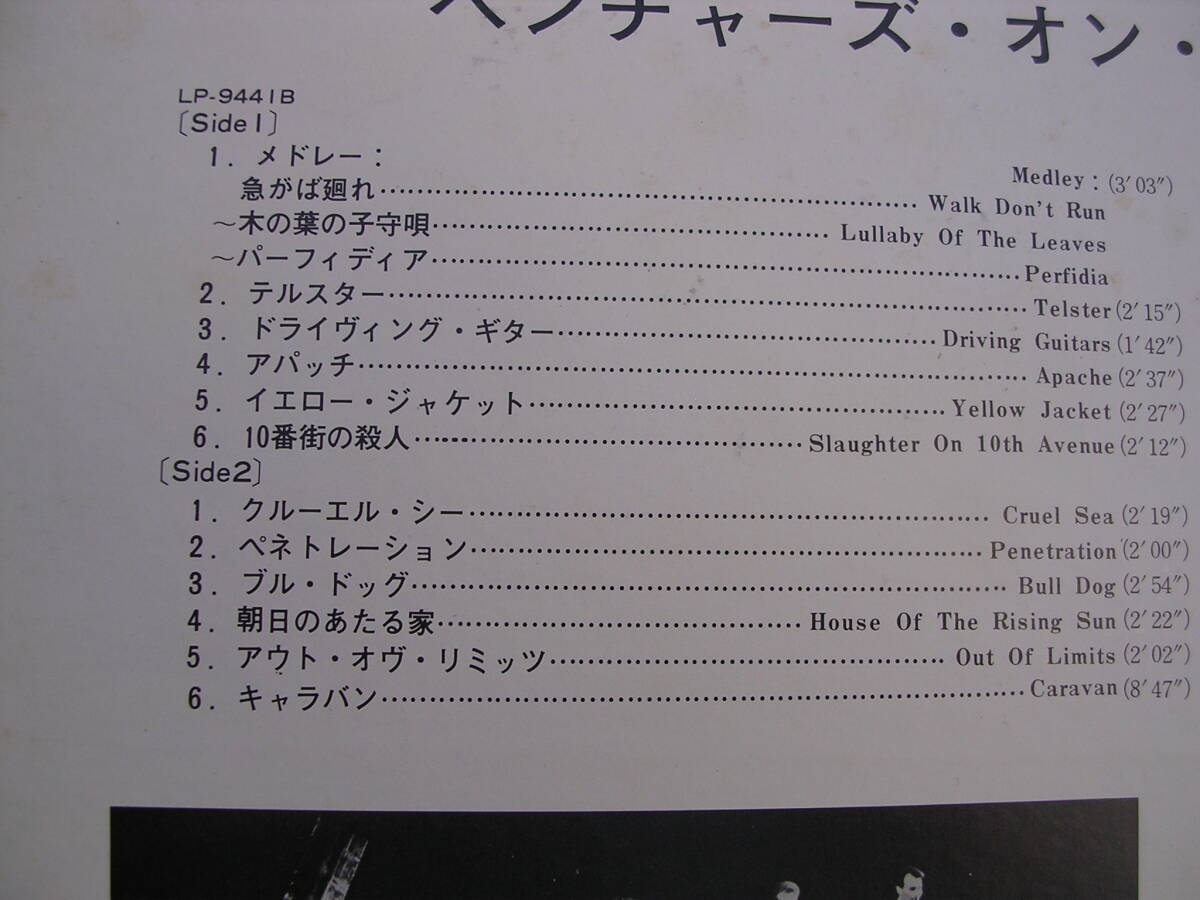 ベンチャーズ・オン・
LP-9441B
〔Side1〕
1. メドレー： Medley：(3′03″)
急がば廻れ…… Walk Don't Run
～木の葉の子守唄…… Lullaby Of The Leaves
～パーフィディア…… Perfidia
2. テルスター…… Telster(2′15″)
3. ドライヴィング・ギター…… Driving Guitars(1′42″)
4. アパッチ…… Apache(2′37″)
5. イエロー・ジャケット…… Yellow Jacket(2′27″)
6. 10番街の殺人…… Slaughter On 10th Avenue(2′12″)
〔Side2〕
1. クルーエル・シー…… Cruel Sea(2′19″)
2. ペネトレーション…… Penetration(2′00″)
3. ブル・ドッグ…… Bull Dog(2′54″)
4. 朝日のあたる家…… House Of The Rising Sun(2′22″)
5. アウト・オヴ・リミッツ…… Out Of Limits(2′02″)
6. キャラバン…… Caravan(8′47″)